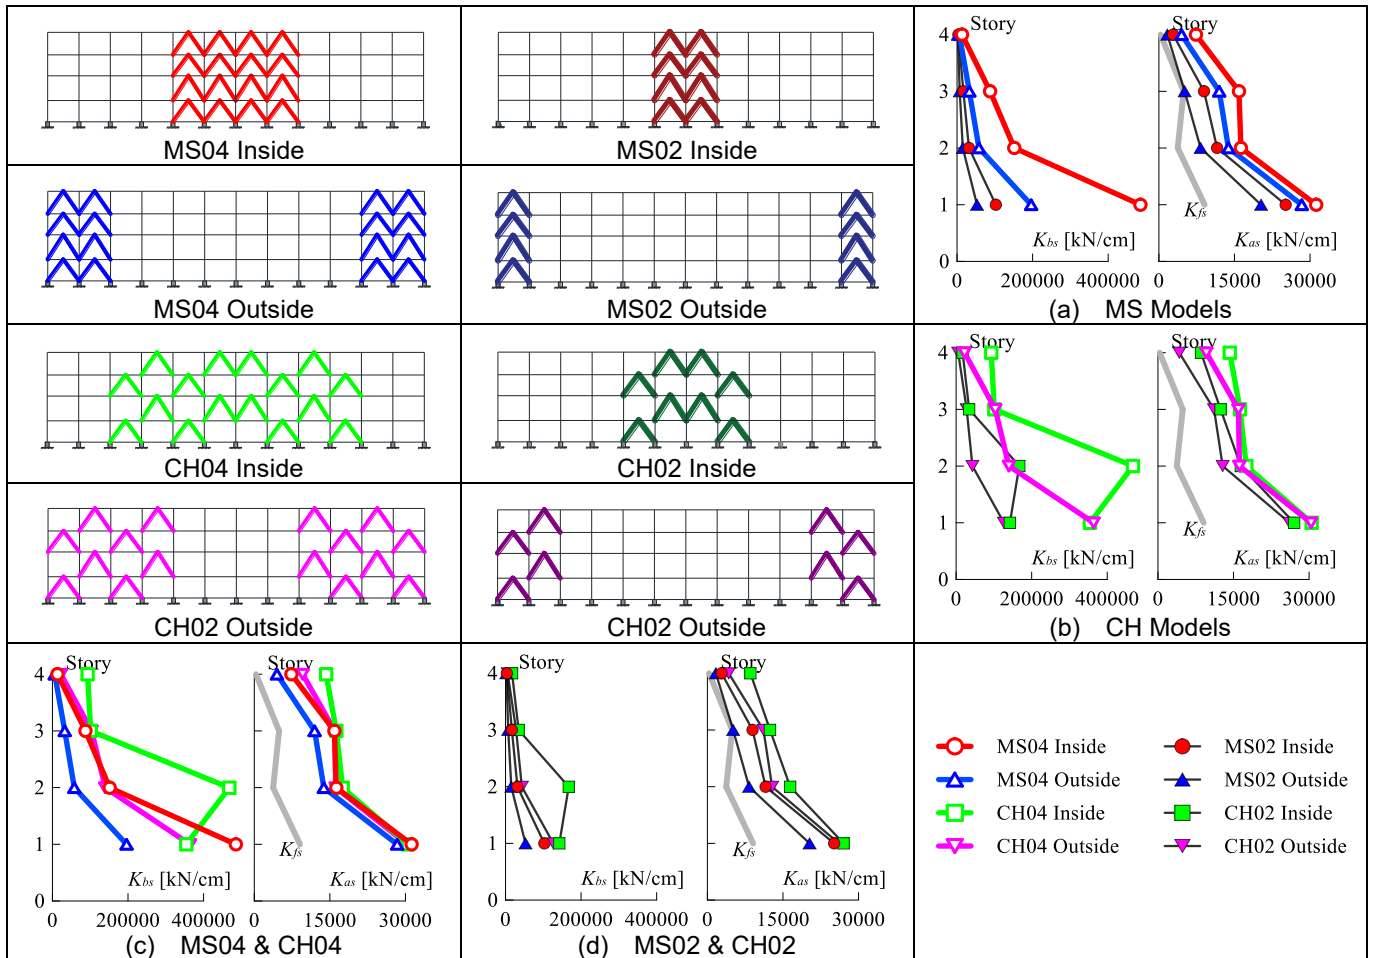 MS04 Inside
MS02 Inside
MS04 Outside
MS02 Outside
Story
4
3
2
1
0
Kbs [kN/cm]
0 200000 400000
Story
Kfs
Kas [kN/cm]
0 15000 30000
(a) MS Models
CH04 Inside
CH02 Inside
CH02 Outside
CH02 Outside
Story
4
3
2
1
0
Kbs [kN/cm]
0 200000 400000
Story
Kfs
Kas [kN/cm]
0 15000 30000
(b) CH Models
Story
4
3
2
1
0
Kbs [kN/cm]
0 200000 400000
Story
Kfs
Kas [kN/cm]
0 15000 30000
(c) MS04 & CH04
Story
4
3
2
1
0
Kbs [kN/cm]
0 200000 400000
Story
Kfs
Kas [kN/cm]
0 15000 30000
(d) MS02 & CH02
MS04 Inside
MS04 Outside
CH04 Inside
CH04 Outside
MS02 Inside
MS02 Outside
CH02 Inside
CH02 Outside